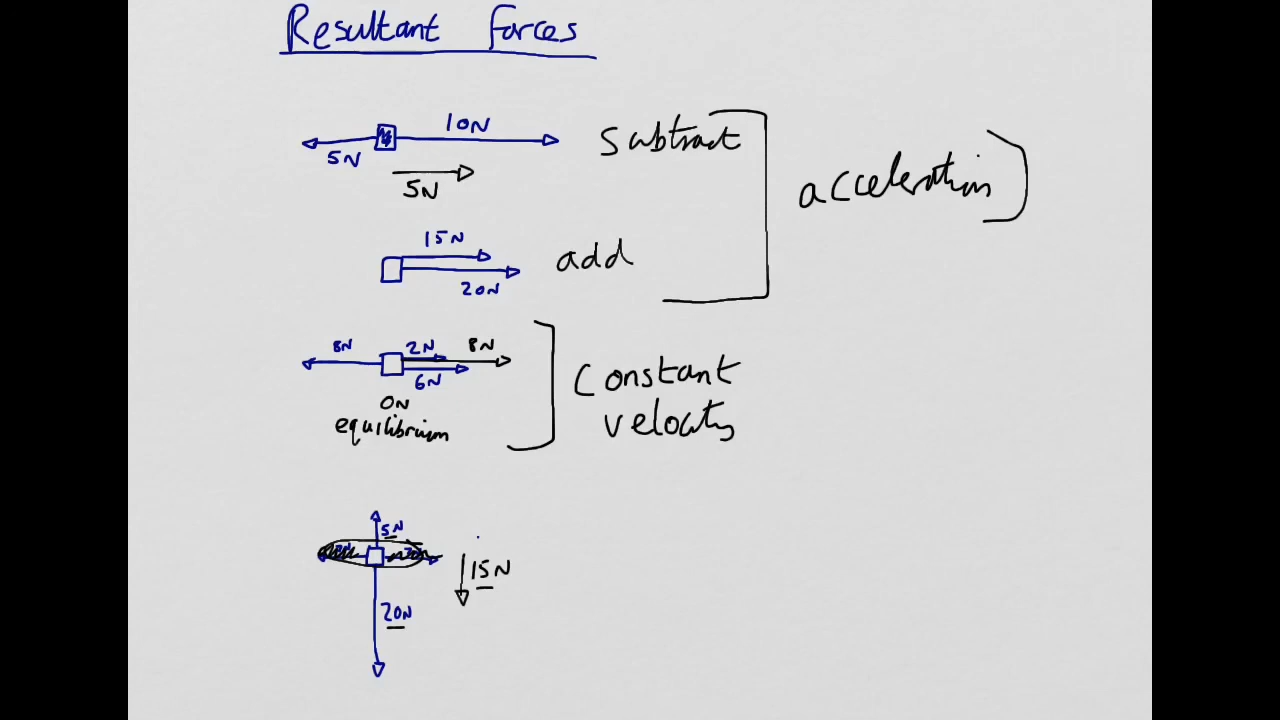 Resultant forces
10N
subtract
5N
5N
acceleration
15N
add
20N
8N
2N
8N
6N
constant
0N
velocity
equilibrium
5N
15N
20N